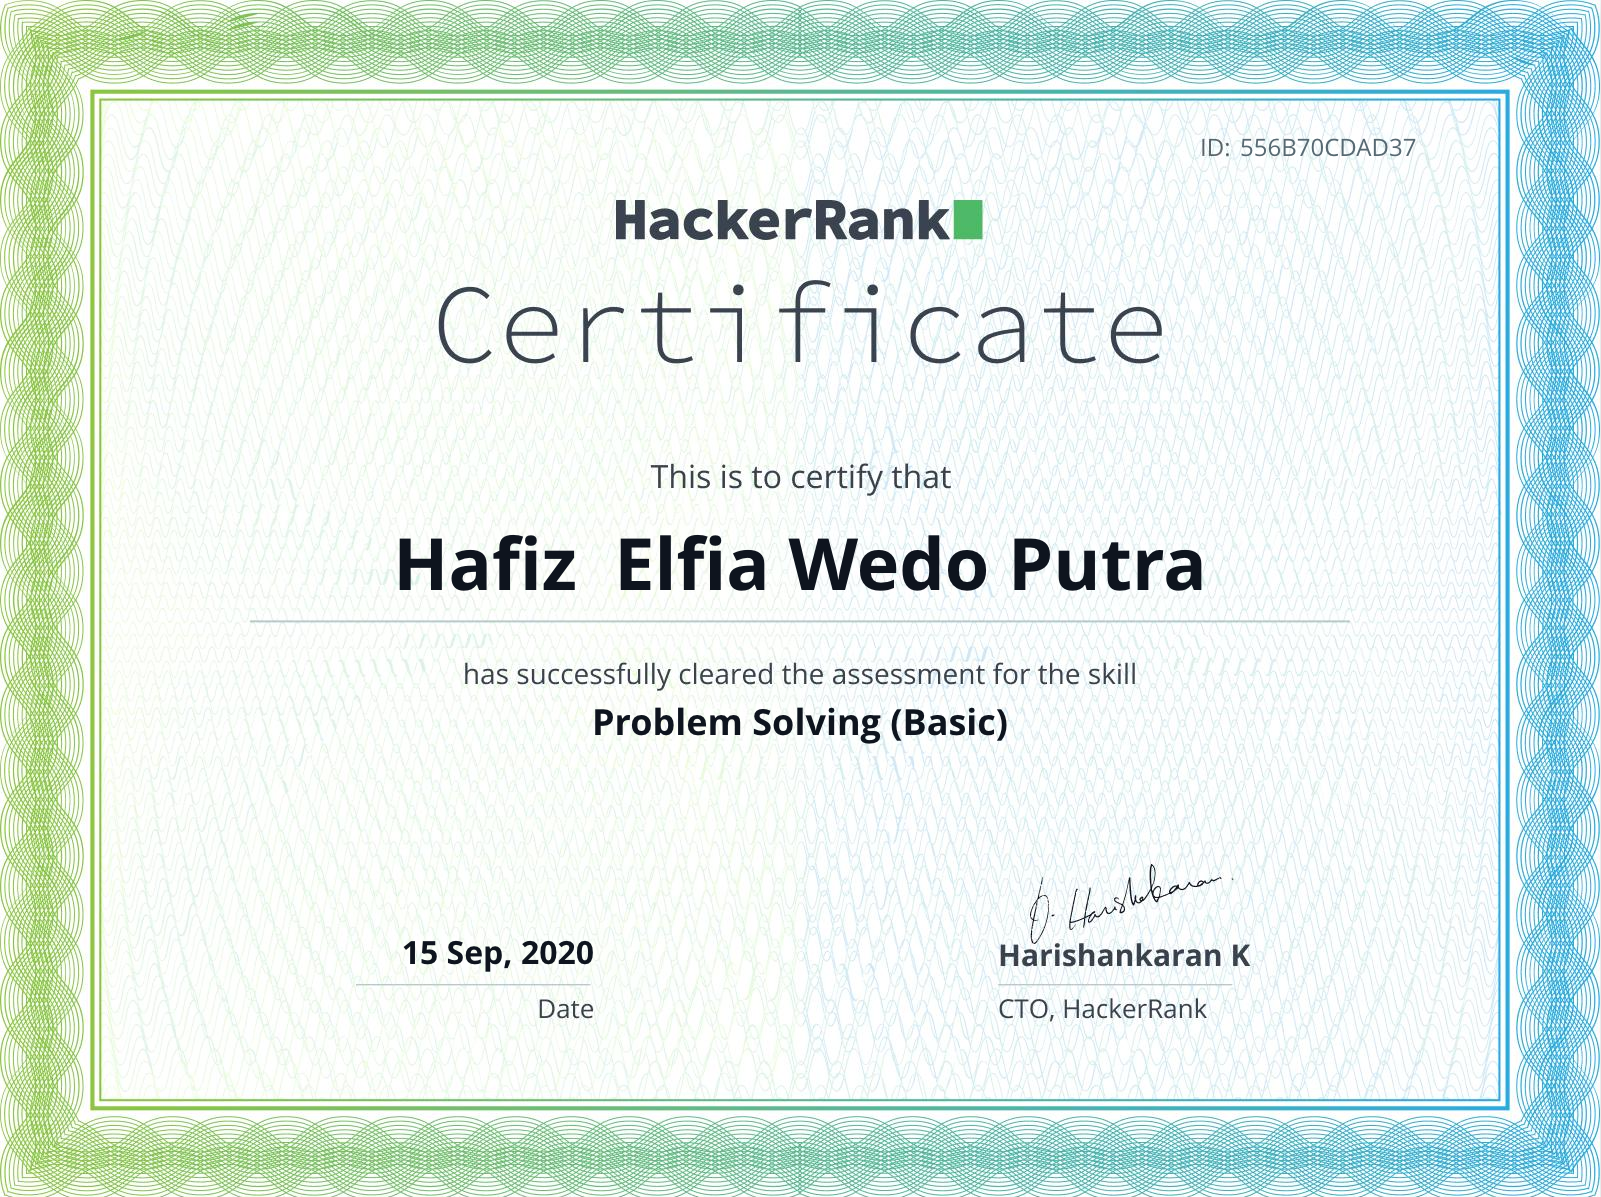 ID: 556B70CDAD37
HackerRank
Certificate
This is to certify that
Hafiz  Elfia Wedo Putra
has successfully cleared the assessment for the skill
Problem Solving (Basic)
15 Sep, 2020
Date
Harishankaran K
CTO, HackerRank